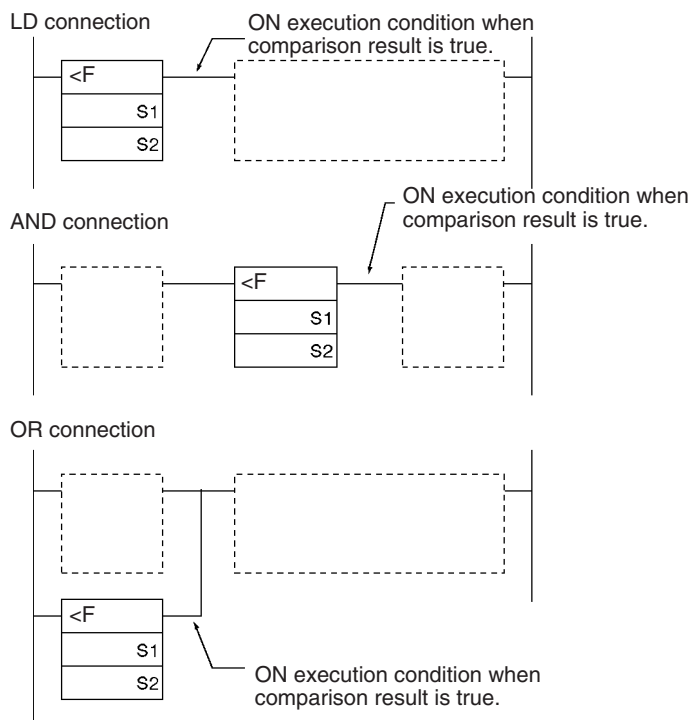 LD connection
ON execution condition when
comparison result is true.
<F
S1
S2
ON execution condition when
comparison result is true.
AND connection
<F
S1
S2
OR connection
<F
S1
S2
ON execution condition when
comparison result is true.